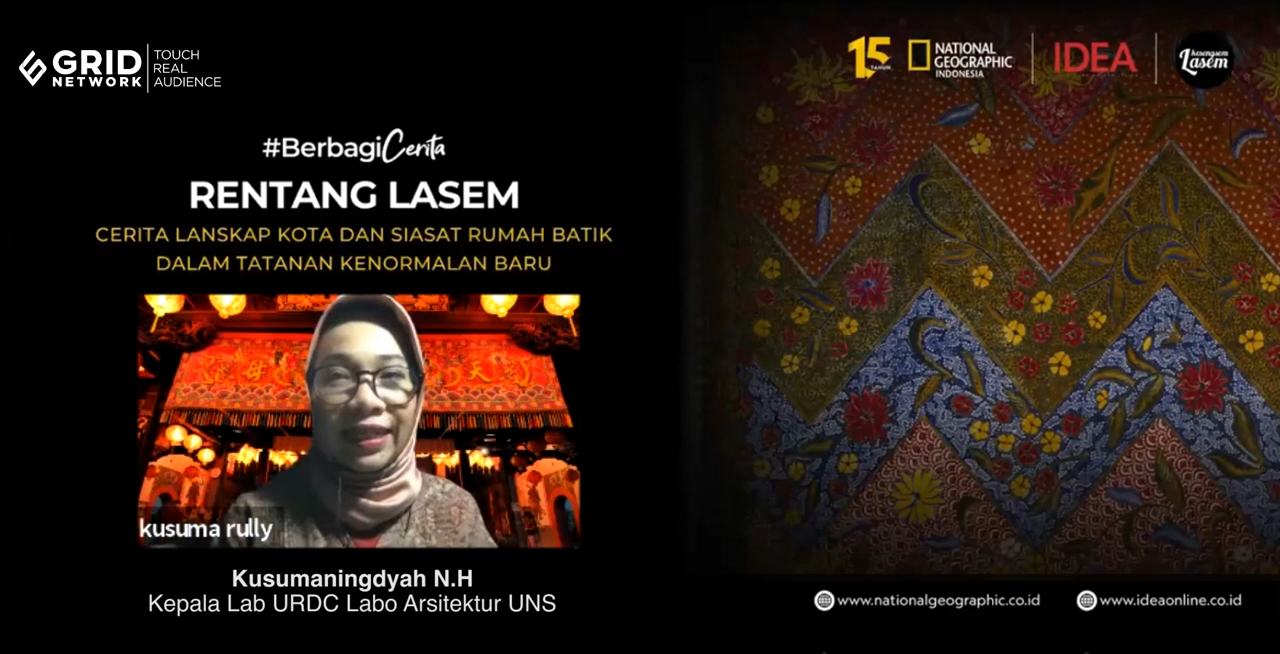 GRID
NETWORK
TOUCH
REAL
AUDIENCE
15
TAHUN
NATIONAL
GEOGRAPHIC
INDONESIA
IDEA
kesengsem
Lasem
#BerbagiCerita
RENTANG LASEM
CERITA LANSKAP KOTA DAN SIASAT RUMAH BATIK
DALAM TATANAN KENORMALAN BARU
kusuma rully
Kusumaningdyah N.H
Kepala Lab URDC Labo Arsitektur UNS
www.nationalgeographic.co.id
www.ideaonline.co.id